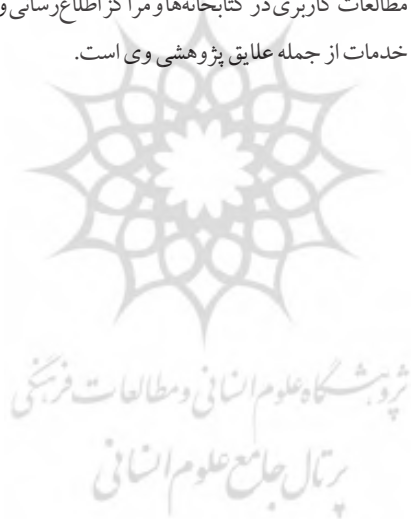 مطالعات کاربری در کتابخانه‌ها و مراکز اطلاع‌رسانی و
خدمات از جمله علایق پژوهشی وی است.
پژوهشگاه علوم انسانی و مطالعات فرهنگی
پرتال جامع علوم انسانی